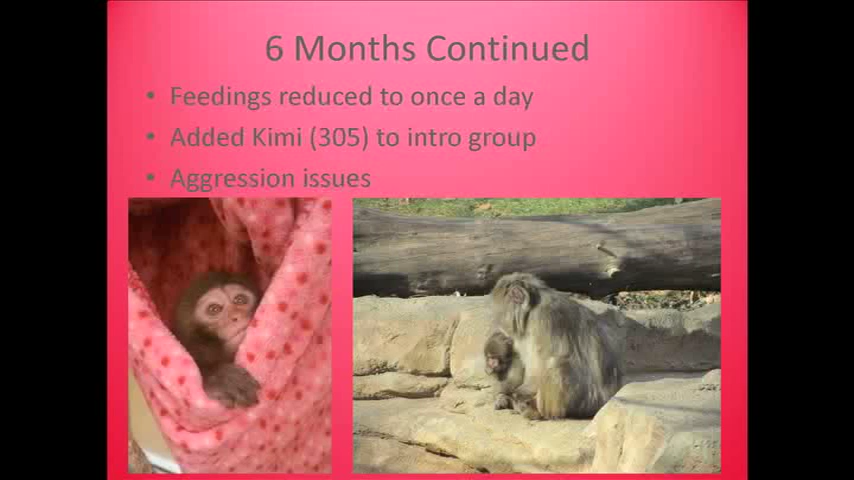 6 Months Continued
• Feedings reduced to once a day
• Added Kimi (305) to intro group
• Aggression issues